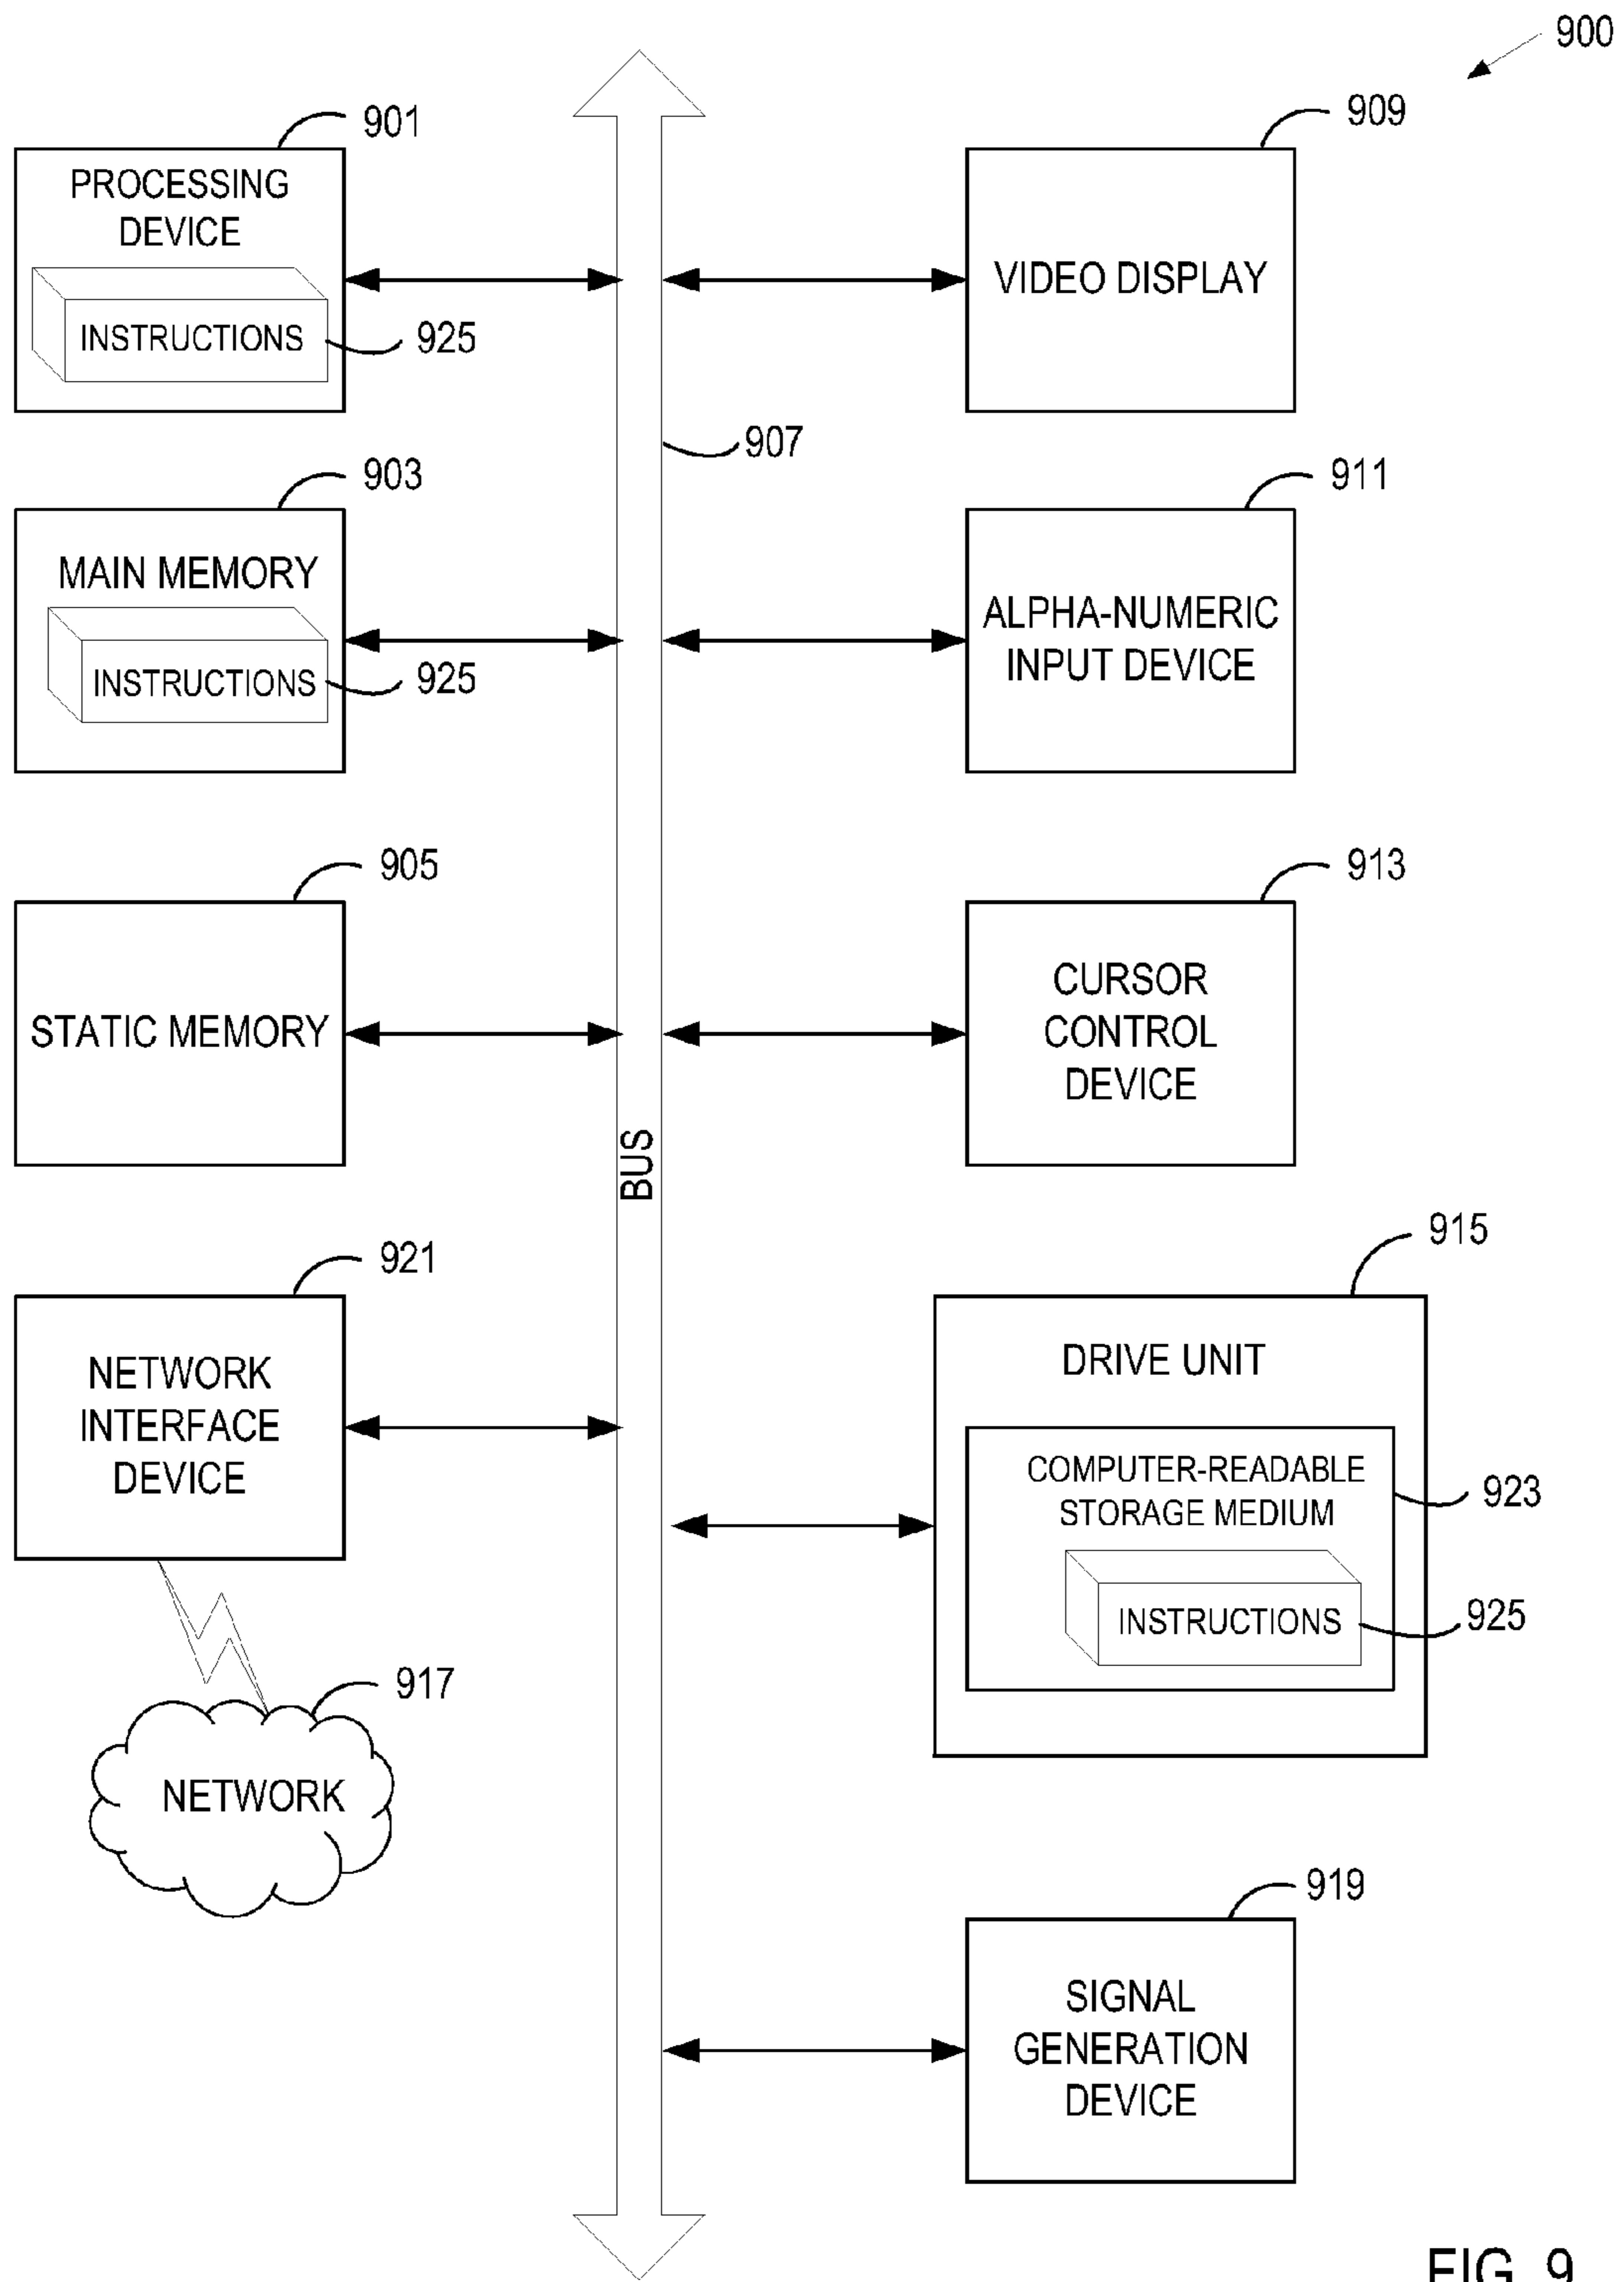 900
901
PROCESSING
DEVICE
INSTRUCTIONS
925
909
VIDEO DISPLAY
907
903
MAIN MEMORY
INSTRUCTIONS
925
911
ALPHA-NUMERIC
INPUT DEVICE
905
STATIC MEMORY
913
CURSOR
CONTROL
DEVICE
BUS
921
NETWORK
INTERFACE
DEVICE
915
DRIVE UNIT
COMPUTER-READABLE
STORAGE MEDIUM
923
INSTRUCTIONS
925
917
NETWORK
919
SIGNAL
GENERATION
DEVICE
FIG. 9